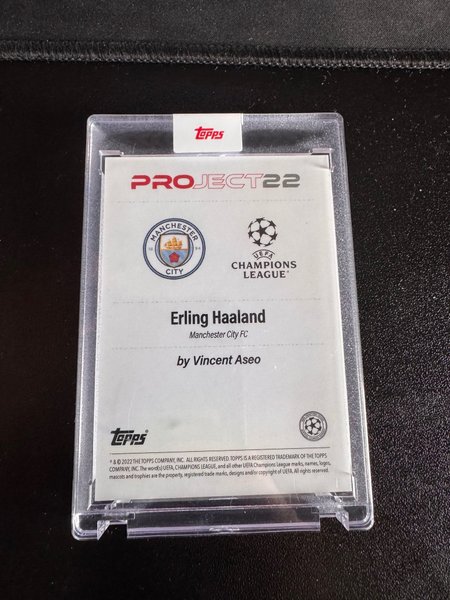 Topps
PROJECT22
MANCHESTER
18 94
CITY
UEFA
CHAMPIONS
LEAGUE®
Erling Haaland
Manchester City FC
by Vincent Aseo
Topps®
® & © 2022 THE TOPPS COMPANY, INC. ALL RIGHTS RESERVED. TOPPS IS A REGISTERED TRADEMARK OF THE TOPPS
COMPANY, INC. The word(s) UEFA, CHAMPIONS LEAGUE, and all other UEFA Champions League marks, names, logos,
mascots and trophies are the property, registered trade marks, designs and/or copyright of UEFA. All rights reserved.